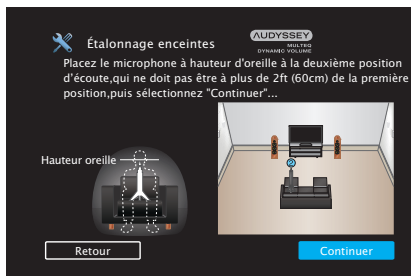 Étalonnage enceintes
AUDYSSEY
MULTEQ
DYNAMIC VOLUME
Placez le microphone à hauteur d'oreille à la deuxième position
d'écoute,qui ne doit pas être à plus de 2ft (60cm) de la première
position,puis sélectionnez "Continuer"...
Hauteur oreille
2
Retour
Continuer